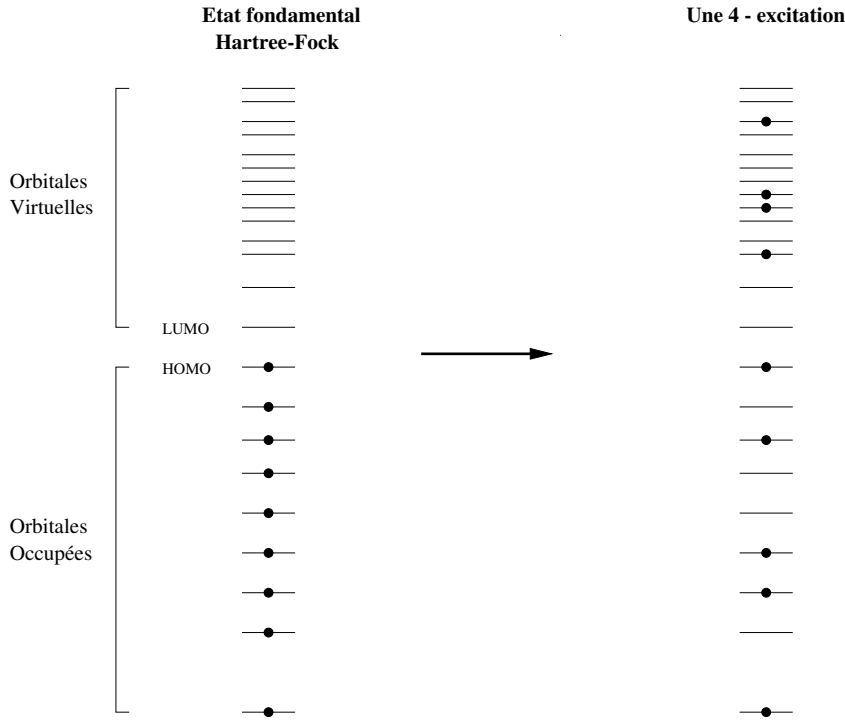 Etat fondamental
Hartree-Fock
Une 4 - excitation
Orbitales
Virtuelles
LUMO
HOMO
Orbitales
Occupées